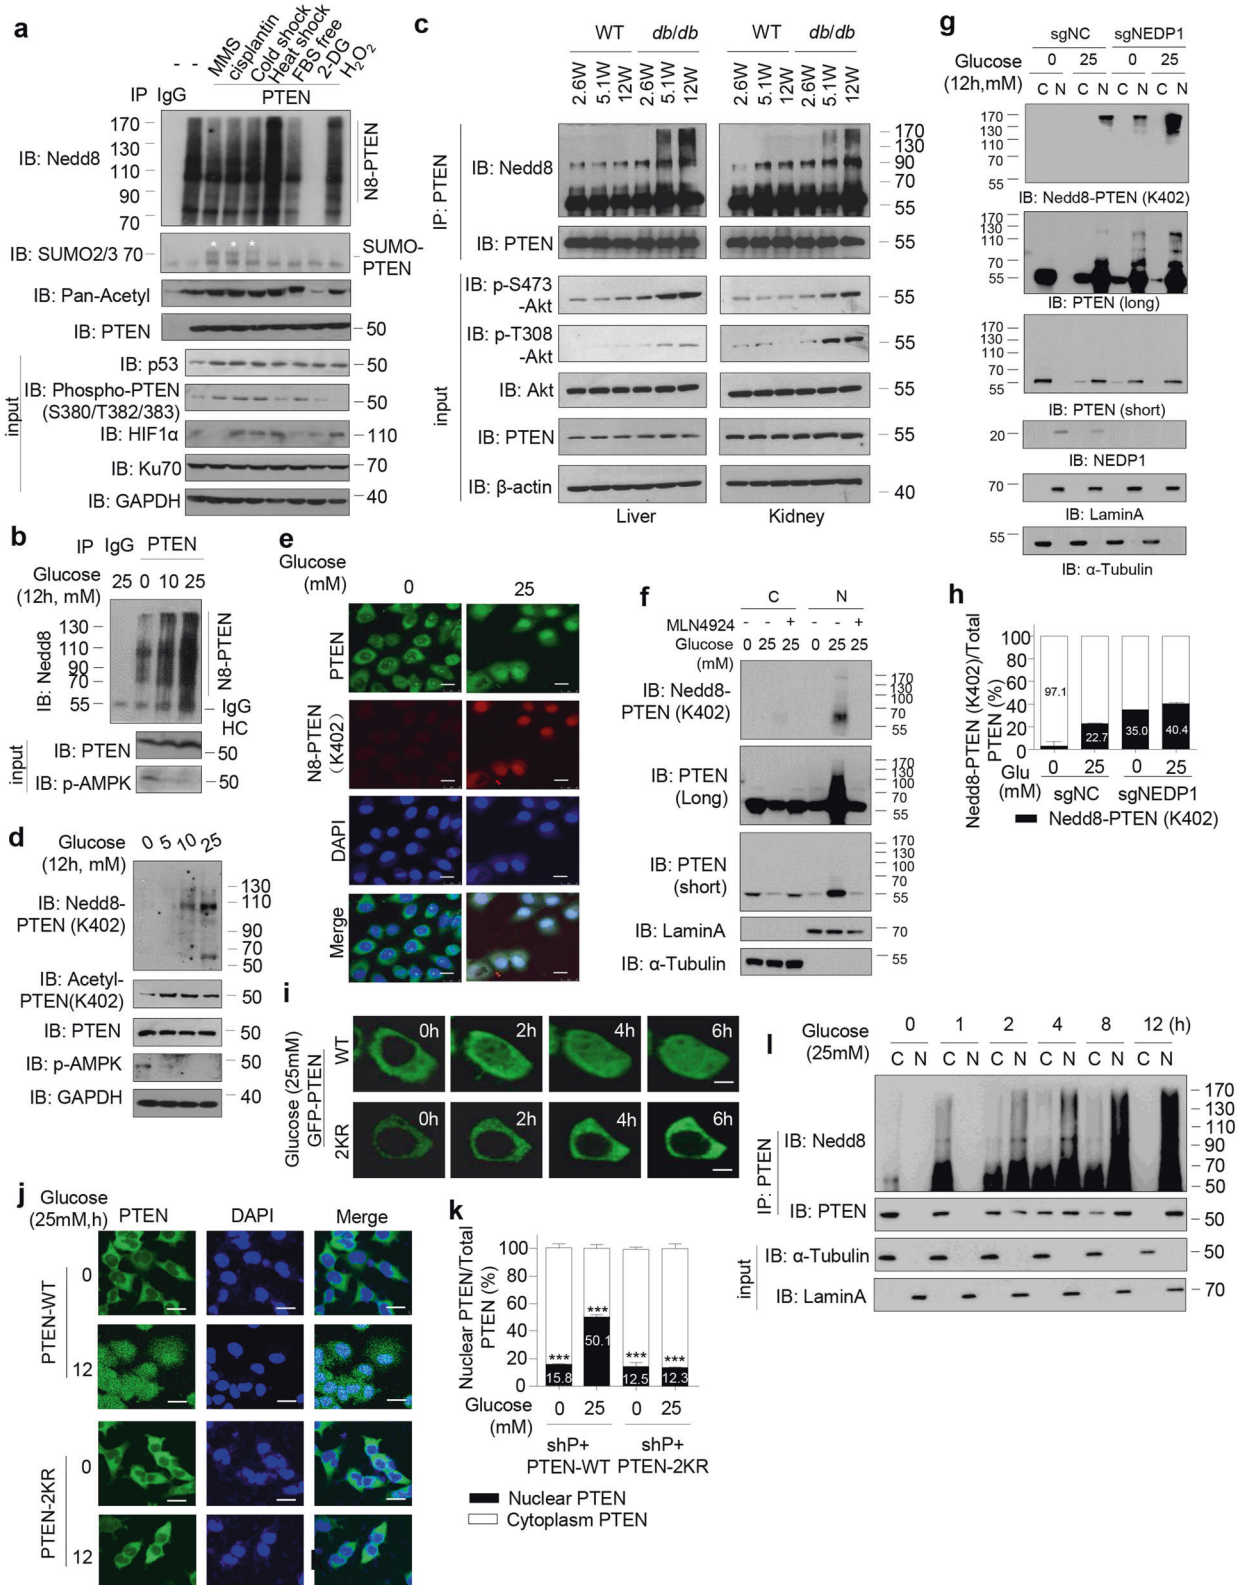 a
MMS
cisplantin
Cold shock
Heat shock
FBS free
2-DG
H2O2
- -
IP IgG PTEN
IB: Nedd8
170
130
110
90
70
N8-PTEN
IB: SUMO2/3 70
* * *
SUMO-PTEN
IB: Pan-Acetyl
IB: PTEN 50
input
IB: p53 50
IB: Phospho-PTEN
(S380/T382/383) 50
IB: HIF1α 110
IB: Ku70 70
IB: GAPDH 40
b
IP IgG PTEN
Glucose
(12h, mM)
25 0 10 25
IB: Nedd8
130
110
90
70
55
N8-PTEN
IgG
HC
input
IB: PTEN 50
IB: p-AMPK 50
c
WT db/db WT db/db
2.6W 5.1W 12W 2.6W 5.1W 12W 2.6W 5.1W 12W 2.6W 5.1W 12W
IP: PTEN
IB: Nedd8
170
130
90
70
55
IB: PTEN 55
input
IB: p-S473
-Akt 55
IB: p-T308
-Akt 55
IB: Akt 55
IB: PTEN 55
IB: β-actin 40
Liver Kidney
d
Glucose
(12h, mM)
0 5 10 25
IB: Nedd8-
PTEN (K402)
130
110
90
70
50
IB: Acetyl-
PTEN(K402) 50
IB: PTEN 50
IB: p-AMPK 50
IB: GAPDH 40
e
Glucose
(mM)
0 25
PTEN
N8-PTEN
(K402)
DAPI
Merge
f
C N
MLN4924 - - + - - +
Glucose
(mM)
0 25 25 0 25 25
IB: Nedd8-
PTEN (K402)
170
130
100
70
55
IB: PTEN
(Long)
170
130
100
70
55
IB: PTEN
(short)
170
130
100
70
55
IB: LaminA 70
IB: α-Tubulin 55
g
sgNC sgNEDP1
Glucose
(12h,mM)
0 25 0 25
C N C N C N C N
170
130
110
70
55
IB: Nedd8-PTEN (K402)
170
130
110
70
55
IB: PTEN (long)
170
130
110
70
55
IB: PTEN (short)
20
IB: NEDP1
70
IB: LaminA
55
IB: α-Tubulin
h
Nedd8-PTEN (K402)/Total
PTEN (%)
100
80
60
40
20
0
97.1
22.7
35.0
40.4
Glu
(mM)
0 25 0 25
sgNC sgNEDP1
Nedd8-PTEN (K402)
i
Glucose (25mM)
GFP-PTEN
WT
0h 2h 4h 6h
2KR
0h 2h 4h 6h
j
Glucose
(25mM,h)
PTEN DAPI Merge
PTEN-WT
0
12
PTEN-2KR
0
12
k
Nuclear PTEN/Total
PTEN (%)
100
80
60
40
20
0
*** *** *** ***
15.8
50.1
12.5
12.3
Glucose
(mM)
0 25 0 25
shP+
PTEN-WT
shP+
PTEN-2KR
Nuclear PTEN
Cytoplasm PTEN
l
Glucose
(25mM)
0 1 2 4 8 12 (h)
C N C N C N C N C N C N
IP: PTEN
IB: Nedd8
170
130
110
90
70
50
IB: PTEN 50
input
IB: α-Tubulin 50
IB: LaminA 70